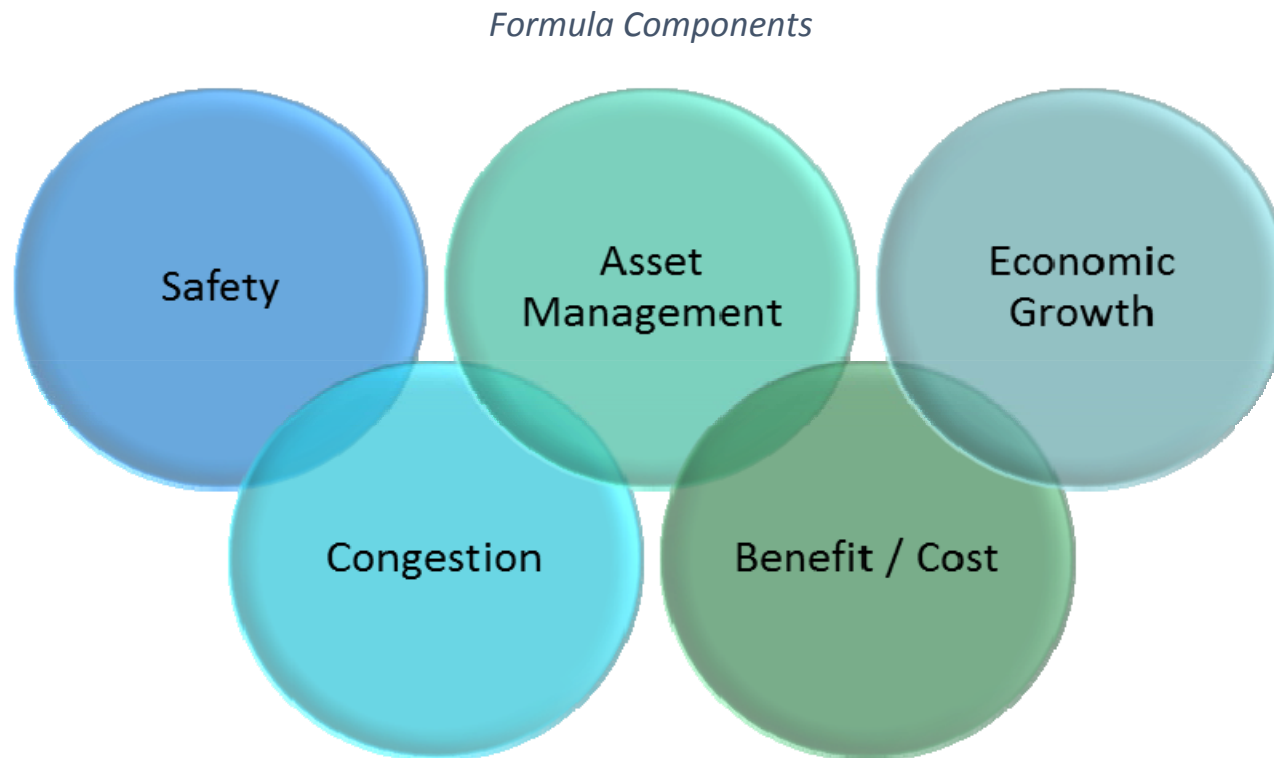 Formula Components
Safety
Asset
Management
Economic
Growth
Congestion
Benefit / Cost